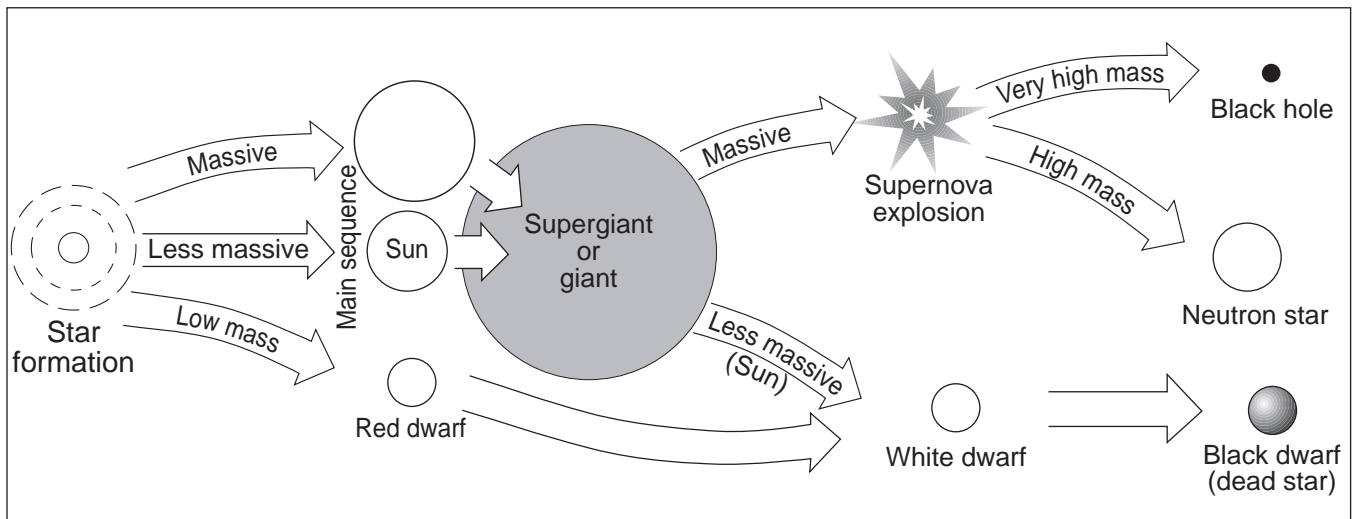 Star
formation
Massive
Less massive
Low mass
Main sequence
Sun
Red dwarf
Supergiant
or
giant
Massive
Less massive
(Sun)
Supernova
explosion
Very high mass
High mass
Black hole
Neutron star
White dwarf
Black dwarf
(dead star)